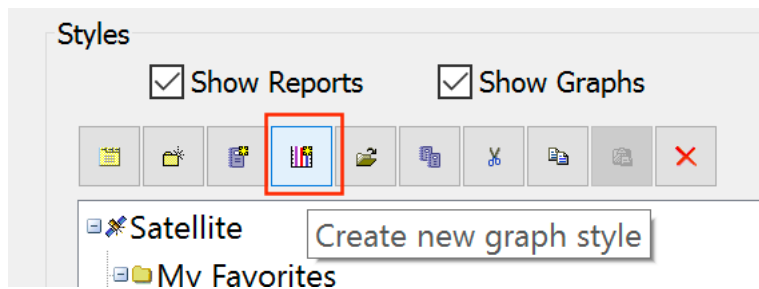 Styles
Show Reports Show Graphs
Satellite
Create new graph style
My Favorites